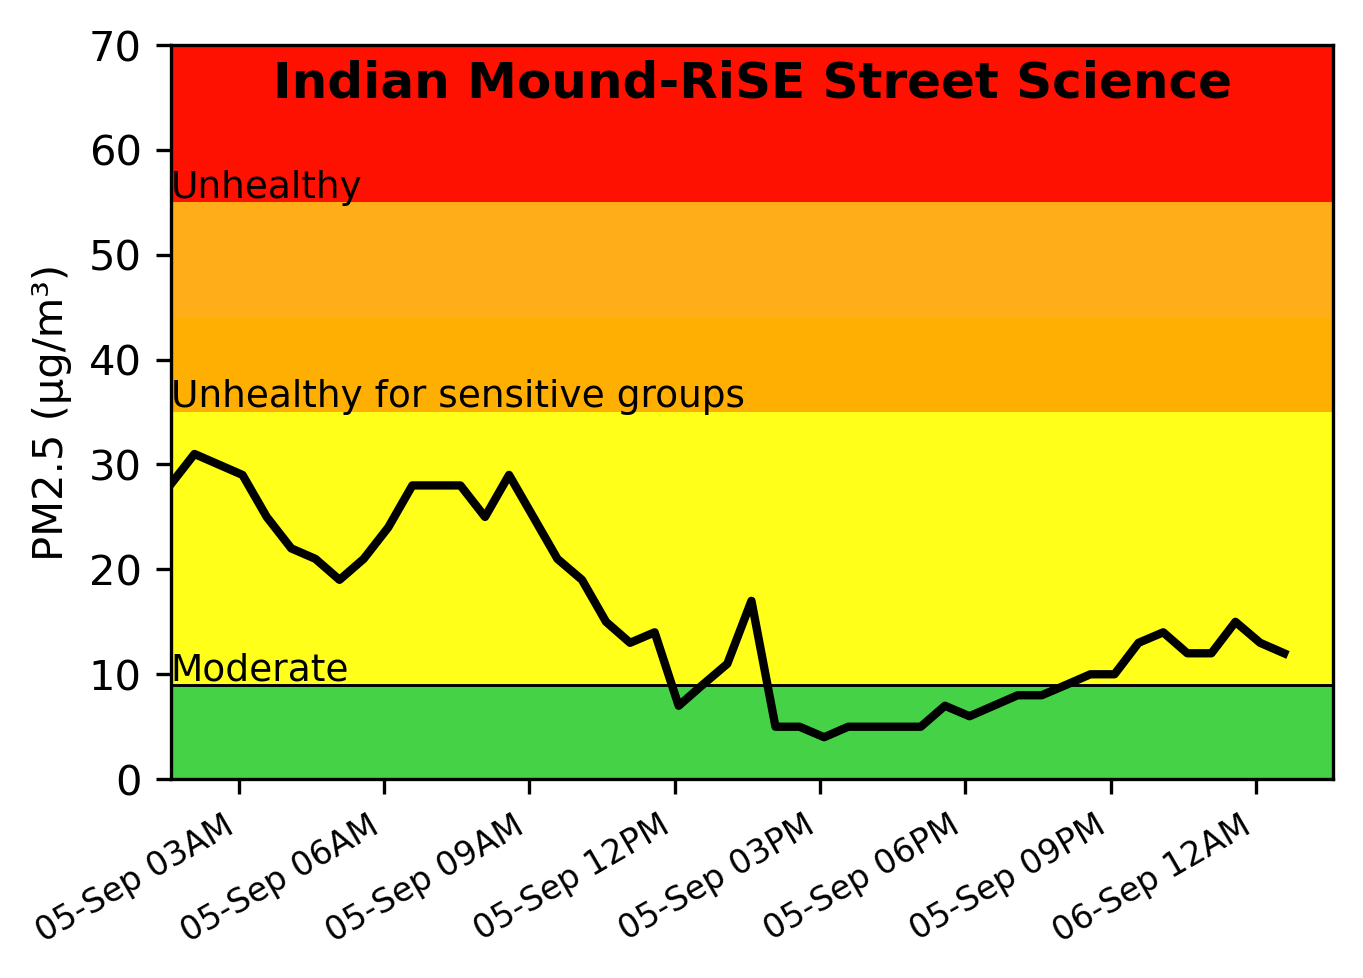 Indian Mound-RiSE Street Science
PM2.5 (µg/m³)
70
60
50
40
30
20
10
0
Unhealthy
Unhealthy for sensitive groups
Moderate
05-Sep 03AM
05-Sep 06AM
05-Sep 09AM
05-Sep 12PM
05-Sep 03PM
05-Sep 06PM
05-Sep 09PM
06-Sep 12AM